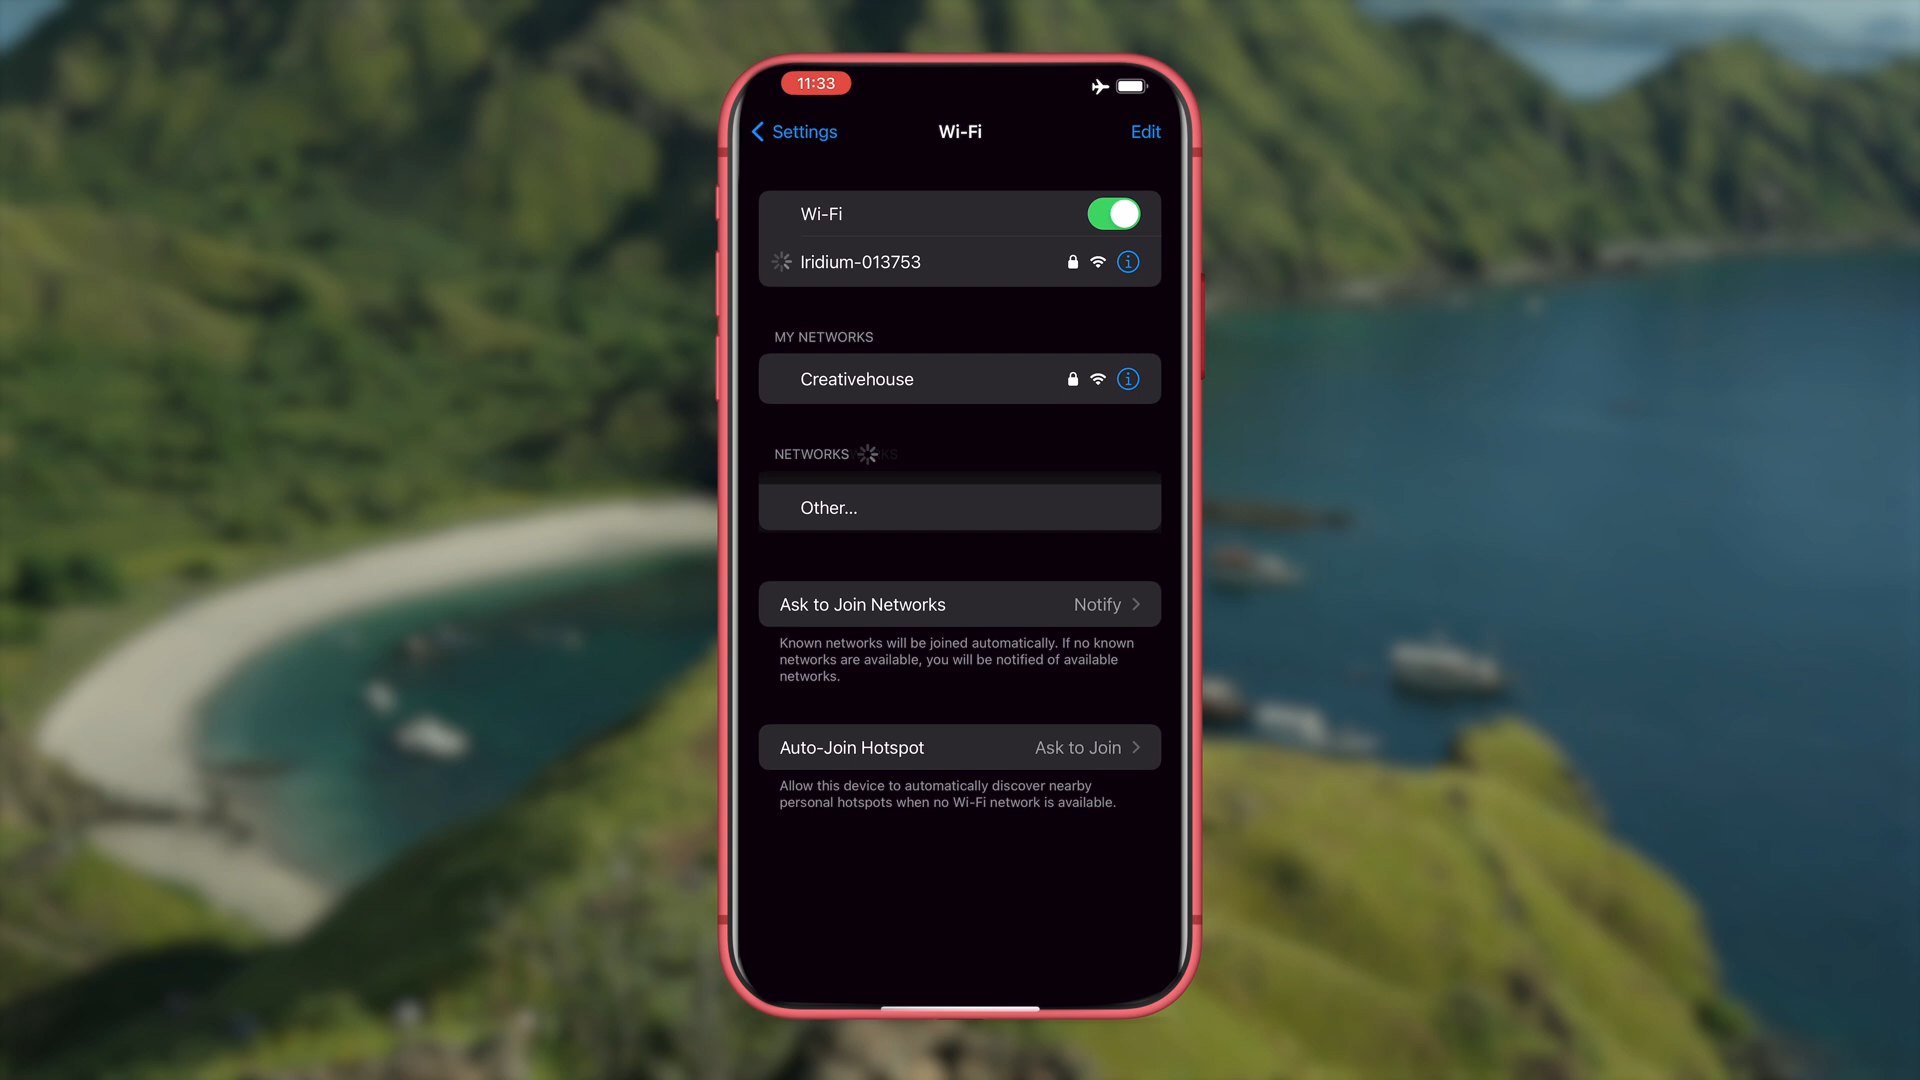 11:33
Settings
Wi-Fi
Edit
Wi-Fi
Iridium-013753
MY NETWORKS
Creativehouse
NETWORKS
Other...
Ask to Join Networks Notify
Known networks will be joined automatically. If no known
networks are available, you will be notified of available
networks.
Auto-Join Hotspot Ask to Join
Allow this device to automatically discover nearby
personal hotspots when no Wi-Fi network is available.